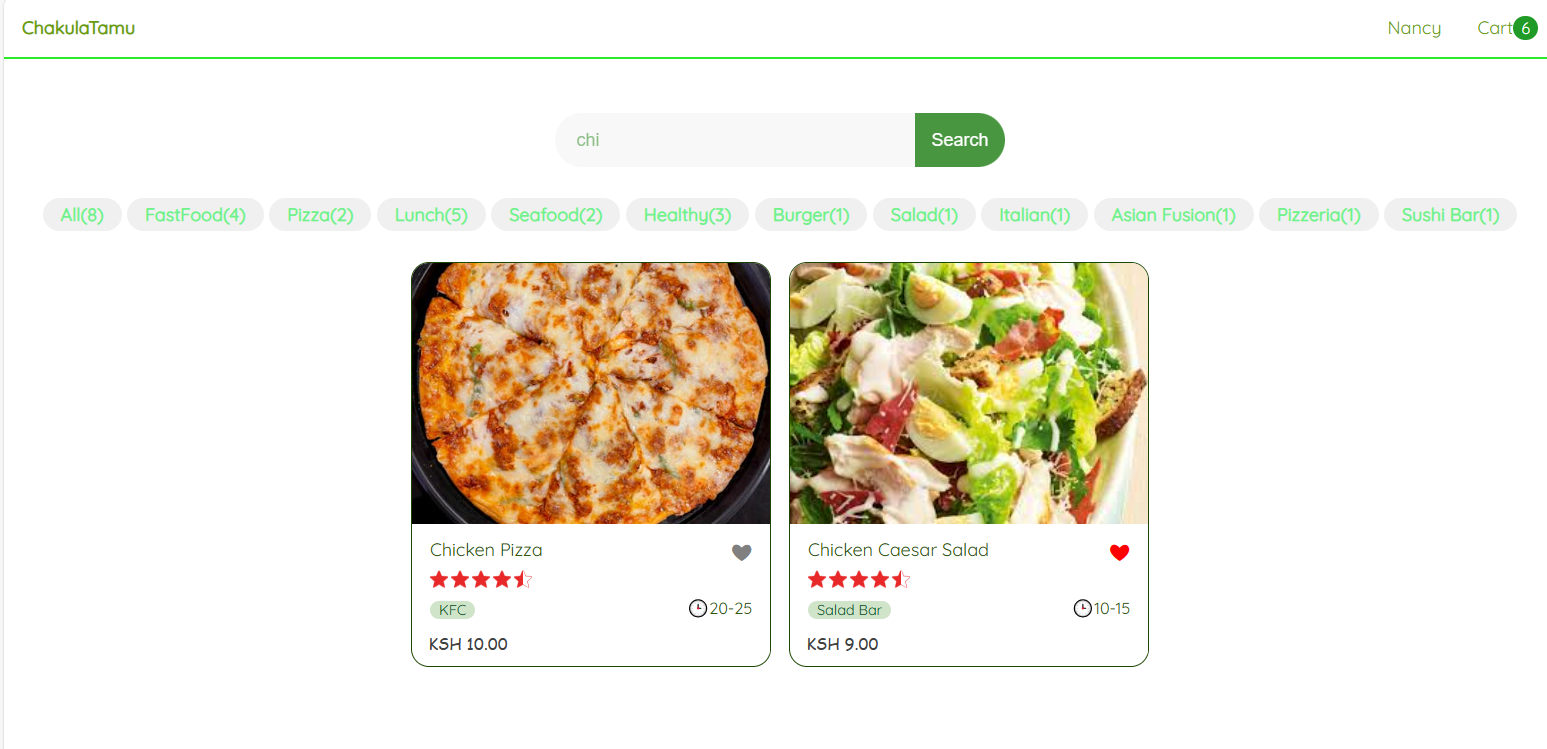 ChakulaTamu Nancy Cart 6
chi Search
All(8) FastFood(4) Pizza(2) Lunch(5) Seafood(2) Healthy(3) Burger(1) Salad(1) Italian(1) Asian Fusion(1) Pizzeria(1) Sushi Bar(1)
Chicken Pizza
KFC 20-25
KSH 10.00
Chicken Caesar Salad
Salad Bar 10-15
KSH 9.00